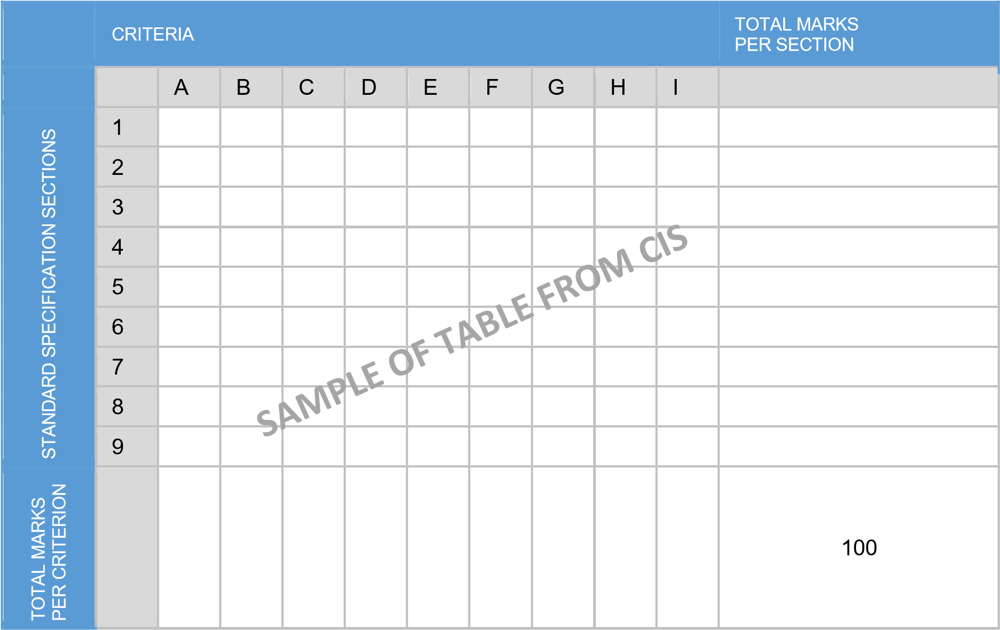 CRITERIA
TOTAL MARKS
PER SECTION
A B C D E F G H I
STANDARD SPECIFICATION SECTIONS
1
2
3
4
5
6
7
8
9
SAMPLE OF TABLE FROM CIS
TOTAL MARKS
PER CRITERION
100